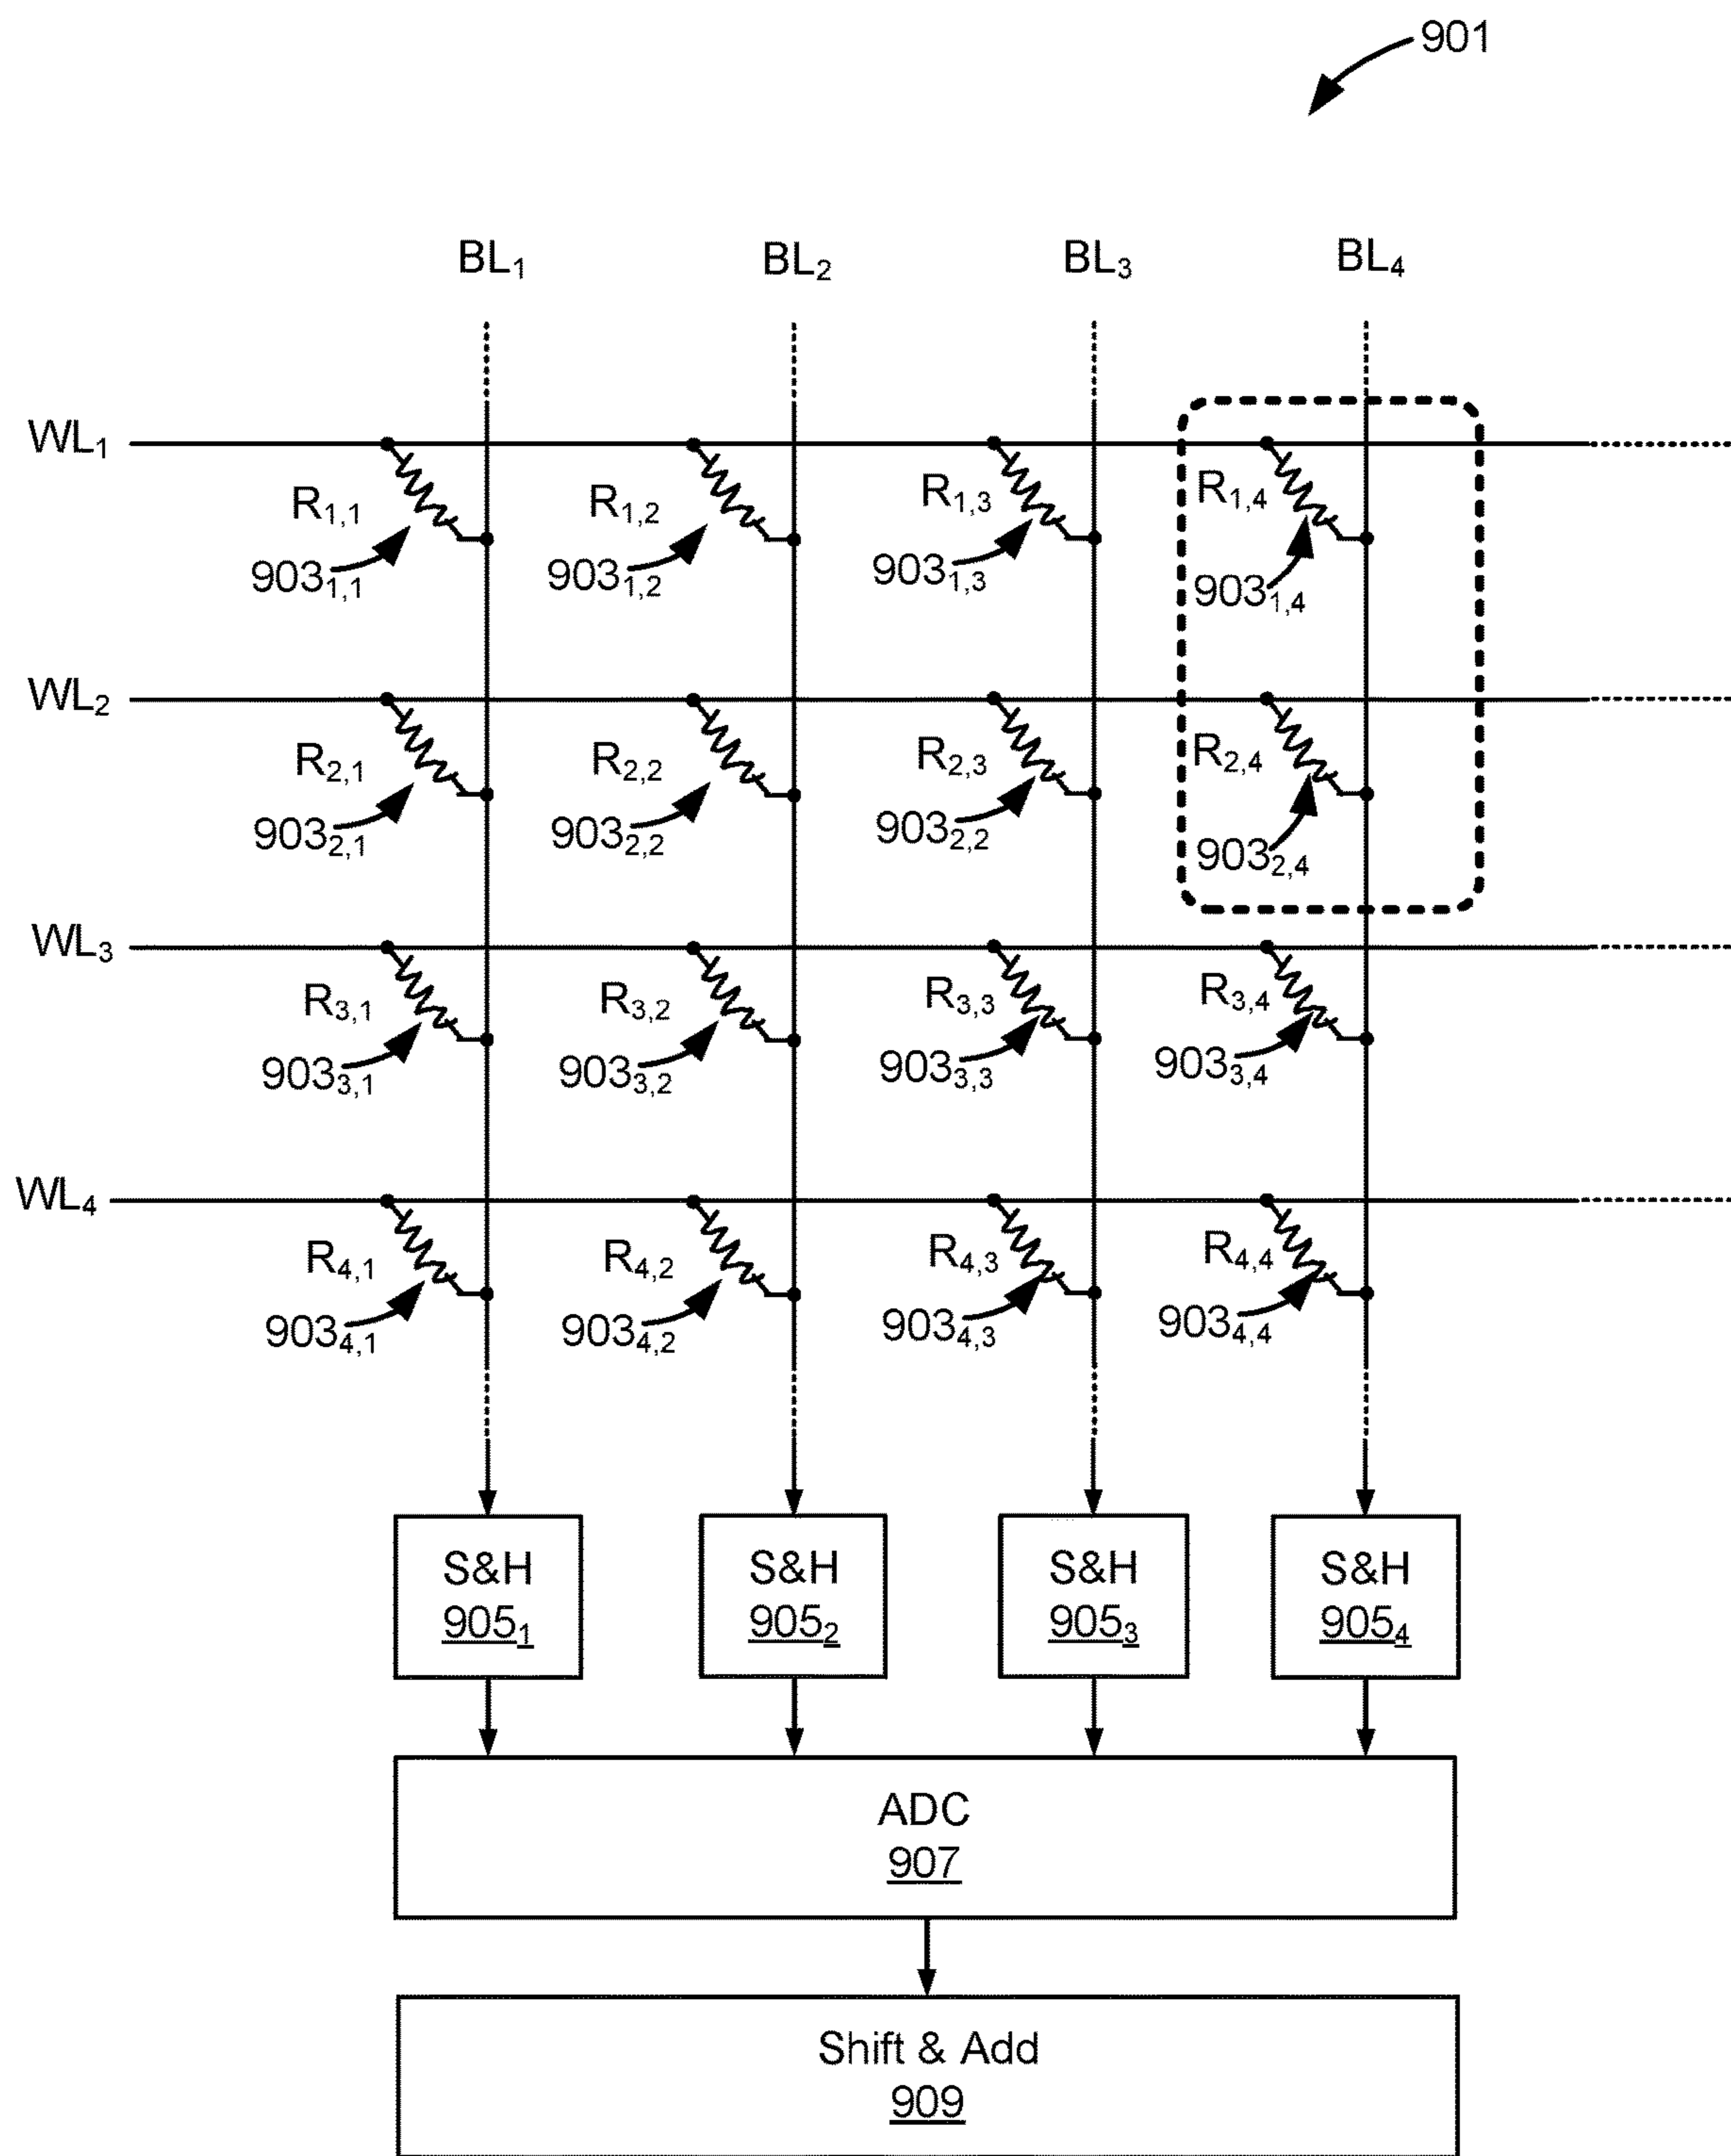 901
BL1 BL2 BL3 BL4
WL1
R1,1 R1,2 R1,3 R1,4
9031,1 9031,2 9031,3 9031,4
WL2
R2,1 R2,2 R2,3 R2,4
9032,1 9032,2 9032,2 9032,4
WL3
R3,1 R3,2 R3,3 R3,4
9033,1 9033,2 9033,3 9033,4
WL4
R4,1 R4,2 R4,3 R4,4
9034,1 9034,2 9034,3 9034,4
S&H S&H S&H S&H
9051 9052 9053 9054
ADC
907
Shift & Add
909